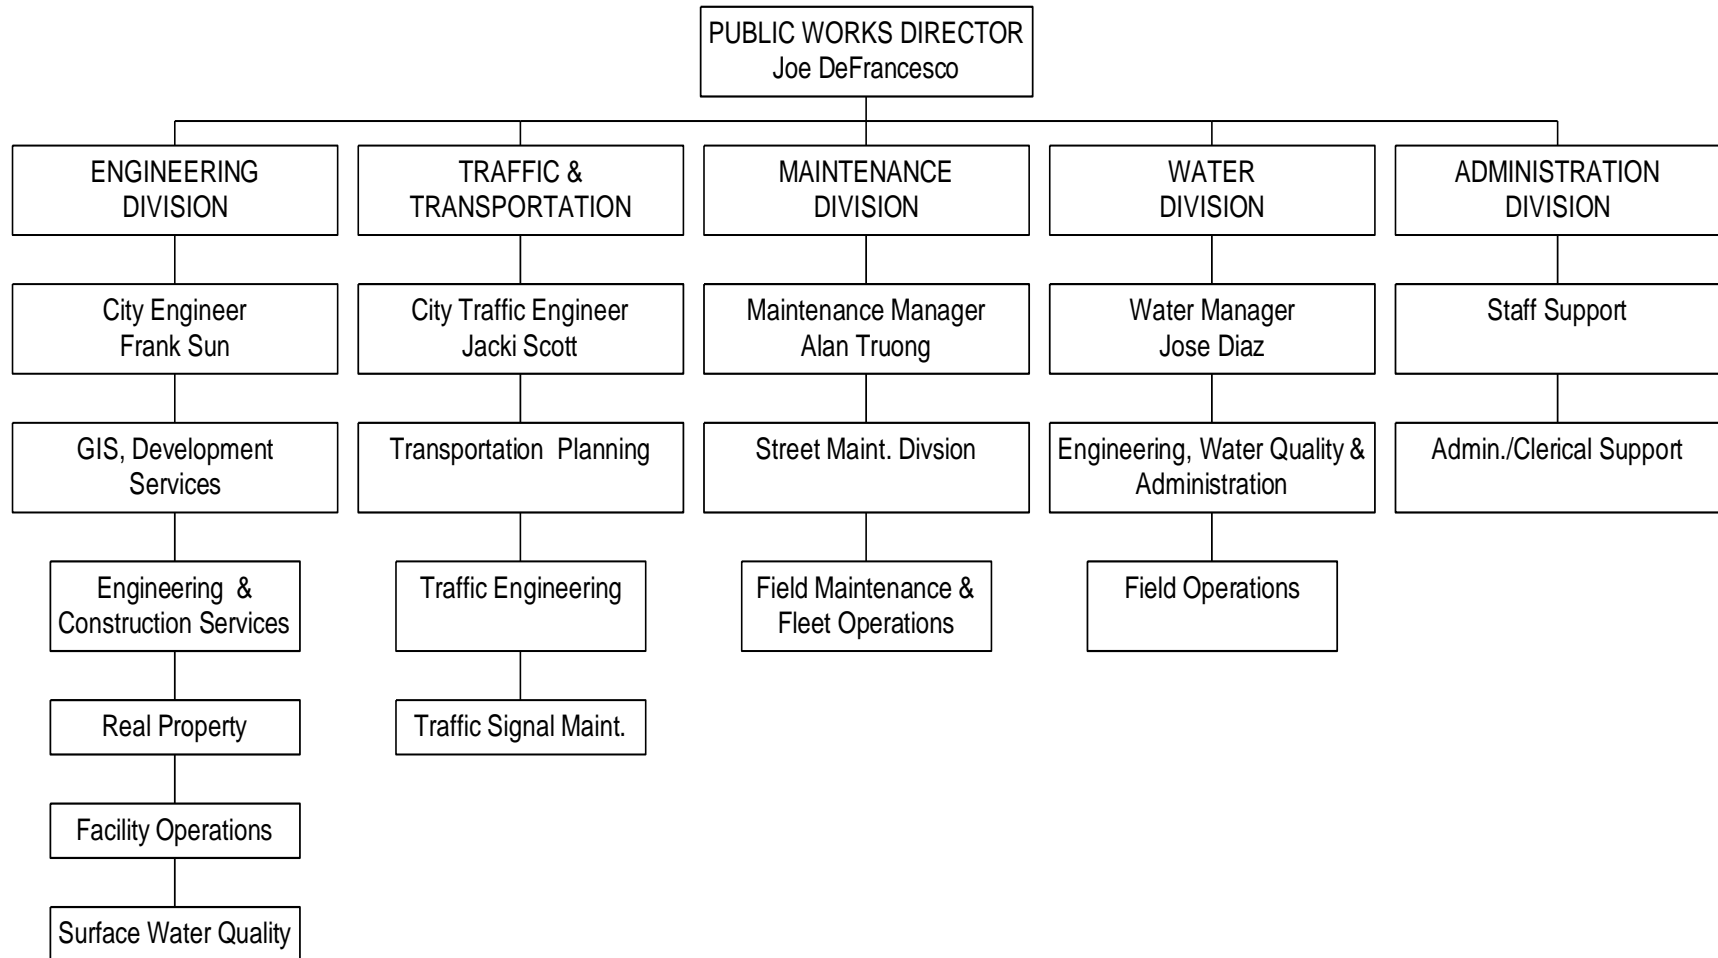 PUBLIC WORKS DIRECTOR
Joe DeFrancesco
ENGINEERING
DIVISION
TRAFFIC &
TRANSPORTATION
MAINTENANCE
DIVISION
WATER
DIVISION
ADMINISTRATION
DIVISION
City Engineer
Frank Sun
City Traffic Engineer
Jacki Scott
Maintenance Manager
Alan Truong
Water Manager
Jose Diaz
Staff Support
GIS, Development
Services
Transportation Planning
Street Maint. Divsion
Engineering, Water Quality &
Administration
Admin./Clerical Support
Engineering &
Construction Services
Traffic Engineering
Field Maintenance &
Fleet Operations
Field Operations
Real Property
Traffic Signal Maint.
Facility Operations
Surface Water Quality